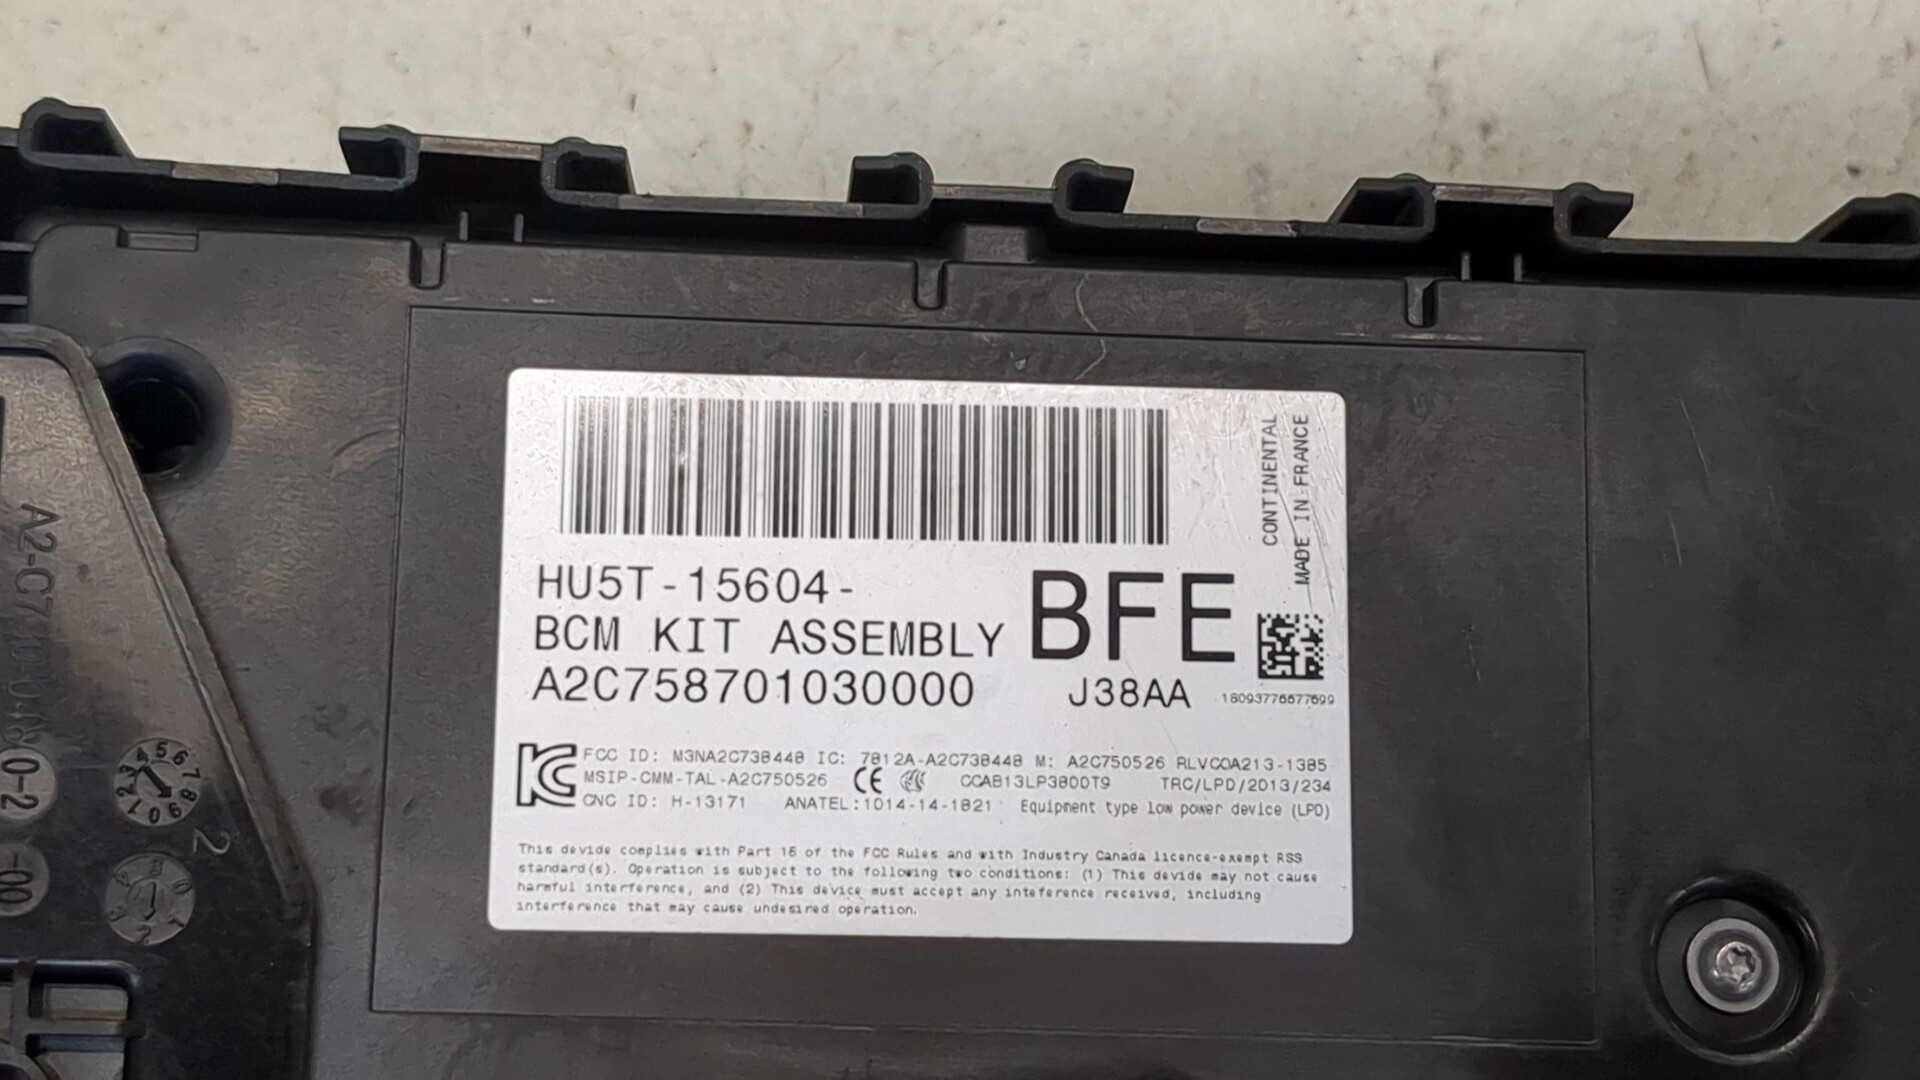 CONTINENTAL
MADE IN FRANCE
HU5T-15604-
BCM KIT ASSEMBLY BFE
A2C758701030000 J38AA 18093776677699
FCC ID: M3NA2C738448 IC: 7812A-A2C738448 M: A2C750526 RLVCOA213-1385
MSIP-CMM-TAL-A2C750526 CE CCAB13LP3800T9 TRC/LPD/2013/234
CNC ID: H-13171 ANATEL:1014-14-1821 Equipment type low power device (LPD)
This devide complies with Part 16 of the FCC Rules and with Industry Canada licence-exempt RSS
standard(s). Operation is subject to the following two conditions: (1) This devide may not cause
harmful interference, and (2) This device must accept any inteference received, including
interference that may cause undesired operation.